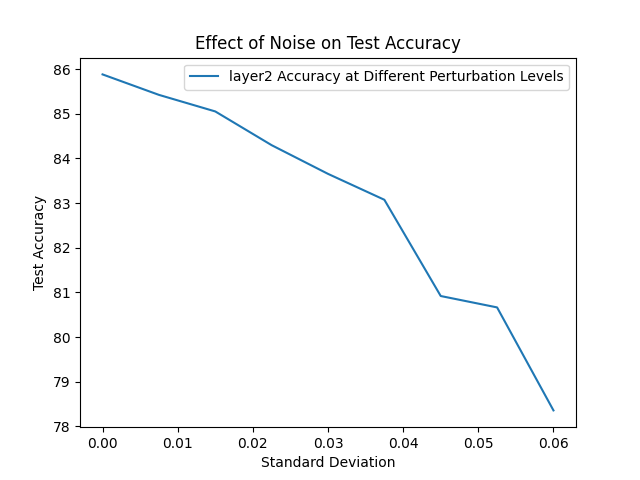 Effect of Noise on Test Accuracy
layer2 Accuracy at Different Perturbation Levels
Test Accuracy
86
85
84
83
82
81
80
79
78
0.00 0.01 0.02 0.03 0.04 0.05 0.06
Standard Deviation